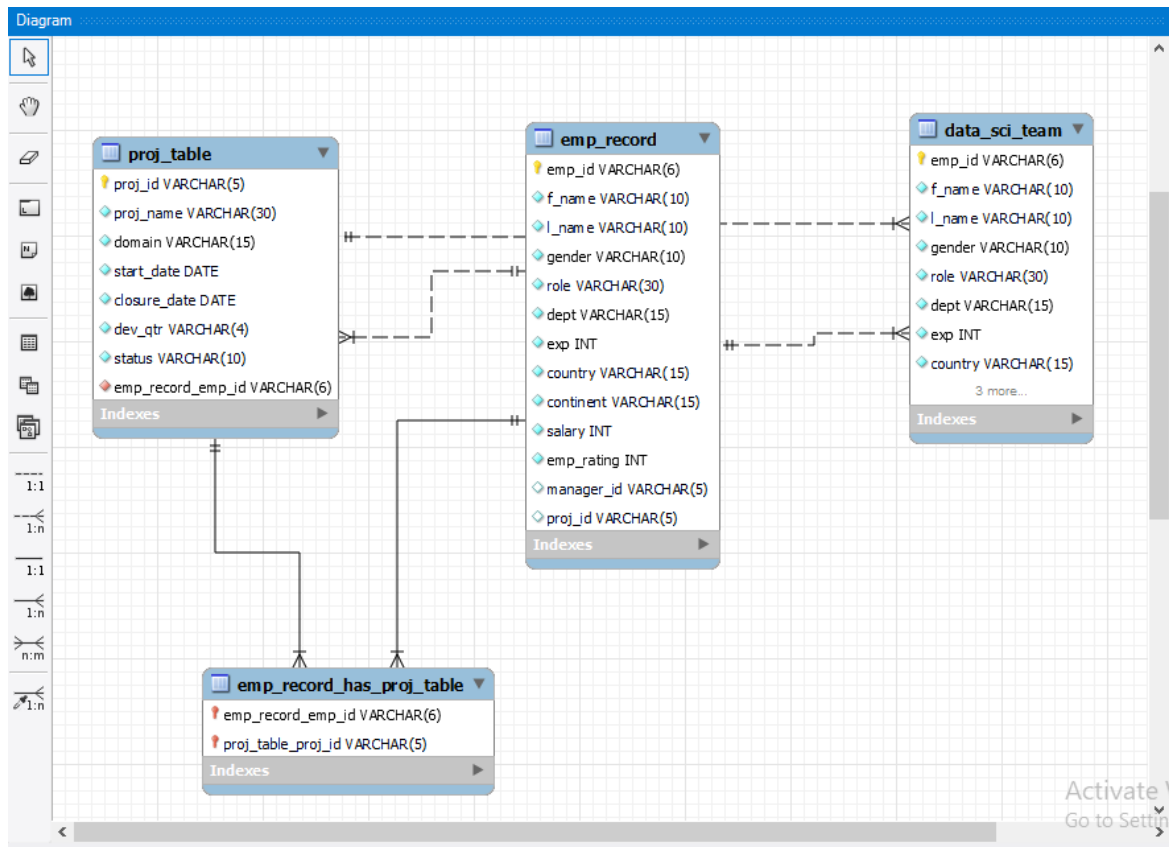 Diagram
proj_table
proj_id VARCHAR(5)
proj_name VARCHAR(30)
domain VARCHAR(15)
start_date DATE
closure_date DATE
dev_qtr VARCHAR(4)
status VARCHAR(10)
emp_record_emp_id VARCHAR(6)
Indexes
emp_record
emp_id VARCHAR(6)
f_name VARCHAR(10)
l_name VARCHAR(10)
gender VARCHAR(10)
role VARCHAR(30)
dept VARCHAR(15)
exp INT
country VARCHAR(15)
continent VARCHAR(15)
salary INT
emp_rating INT
manager_id VARCHAR(5)
proj_id VARCHAR(5)
Indexes
data_sci_team
emp_id VARCHAR(6)
f_name VARCHAR(10)
l_name VARCHAR(10)
gender VARCHAR(10)
role VARCHAR(30)
dept VARCHAR(15)
exp INT
country VARCHAR(15)
3 more...
Indexes
emp_record_has_proj_table
emp_record_emp_id VARCHAR(6)
proj_table_proj_id VARCHAR(5)
Indexes
1:1
1:n
1:1
1:n
n:m
1:n
Activate
Go to